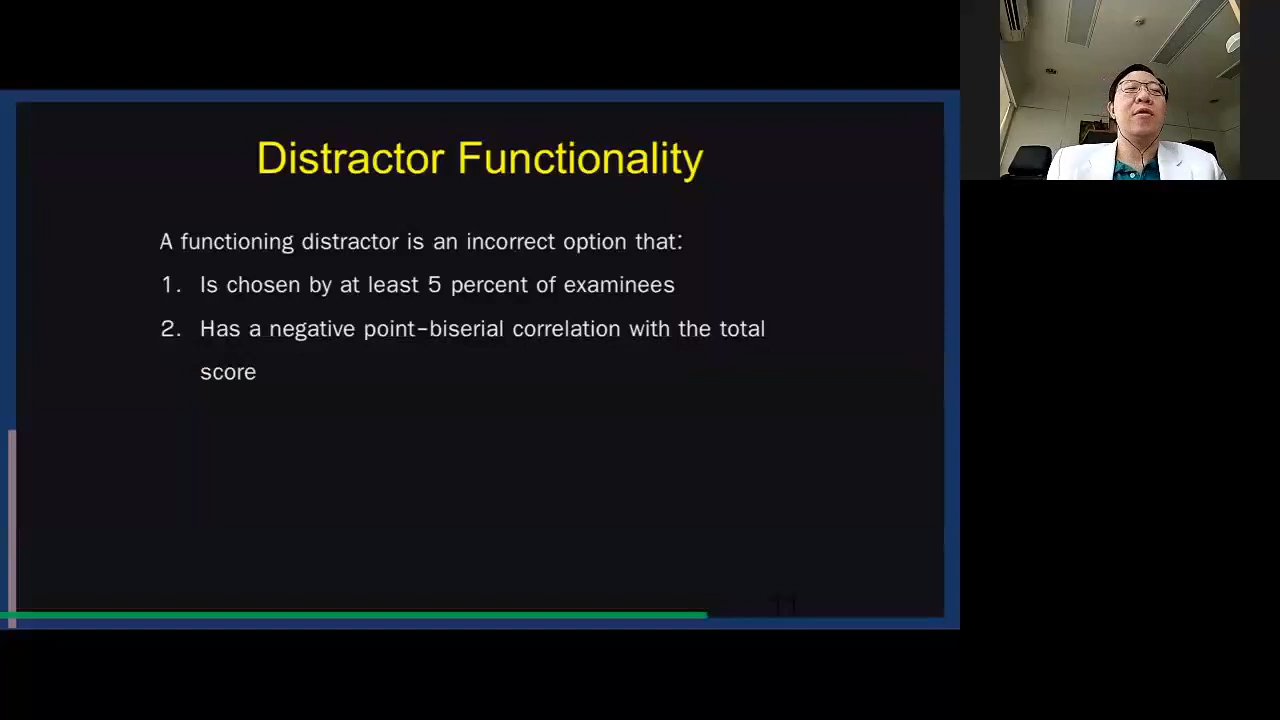 Distractor Functionality
A functioning distractor is an incorrect option that:
1. Is chosen by at least 5 percent of examinees
2. Has a negative point-biserial correlation with the total
score
11